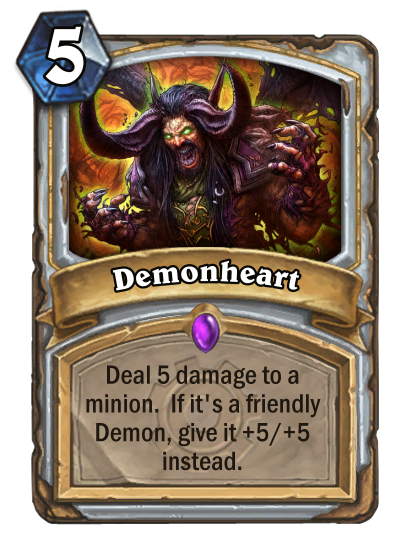 5
Demonheart
Deal 5 damage to a
minion.  If it's a friendly
Demon, give it +5/+5
instead.